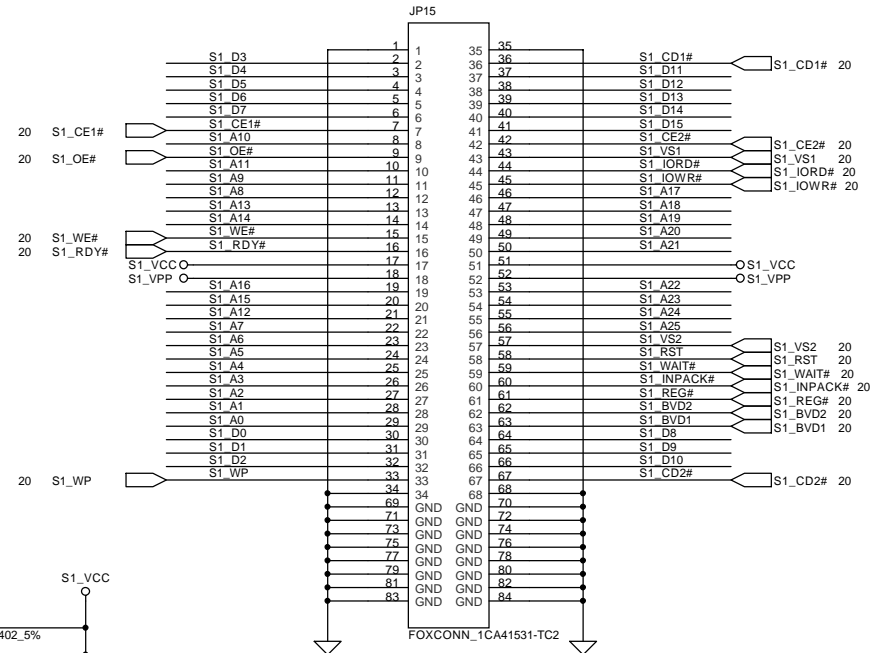 JP15
1 1 35 35
S1_D3 2 2 36 36 S1_CD1# S1_CD1# 20
S1_D4 3 3 37 37 S1_D11
S1_D5 4 4 38 38 S1_D12
S1_D6 5 5 39 39 S1_D13
S1_D7 6 6 40 40 S1_D14
20 S1_CE1# S1_CE1# 7 7 41 41 S1_D15
S1_A10 8 8 42 42 S1_CE2# S1_CE2# 20
20 S1_OE# S1_OE# 9 9 43 43 S1_VS1 S1_VS1 20
S1_A11 10 10 44 44 S1_IORD# S1_IORD# 20
S1_A9 11 11 45 45 S1_IOWR# S1_IOWR# 20
S1_A8 12 12 46 46 S1_A17
S1_A13 13 13 47 47 S1_A18
S1_A14 14 14 48 48 S1_A19
20 S1_WE# S1_WE# 15 15 49 49 S1_A20
20 S1_RDY# S1_RDY# 16 16 50 50 S1_A21
S1_VCC 17 17 51 51 S1_VCC
S1_VPP 18 18 52 52 S1_VPP
S1_A16 19 19 53 53 S1_A22
S1_A15 20 20 54 54 S1_A23
S1_A12 21 21 55 55 S1_A24
S1_A7 22 22 56 56 S1_A25
S1_A6 23 23 57 57 S1_VS2 S1_VS2 20
S1_A5 24 24 58 58 S1_RST S1_RST 20
S1_A4 25 25 59 59 S1_WAIT# S1_WAIT# 20
S1_A3 26 26 60 60 S1_INPACK# S1_INPACK# 20
S1_A2 27 27 61 61 S1_REG# S1_REG# 20
S1_A1 28 28 62 62 S1_BVD2 S1_BVD2 20
S1_A0 29 29 63 63 S1_BVD1 S1_BVD1 20
S1_D0 30 30 64 64 S1_D8
S1_D1 31 31 65 65 S1_D9
S1_D2 32 32 66 66 S1_D10
20 S1_WP S1_WP 33 33 67 67 S1_CD2# S1_CD2# 20
34 34 68 68
69 GND GND 70
71 GND GND 72
73 GND GND 74
75 GND GND 76
77 GND GND 78
79 GND GND 80
81 GND GND 82
83 GND GND 84
S1_VCC
402_5%
FOXCONN_1CA41531-TC2